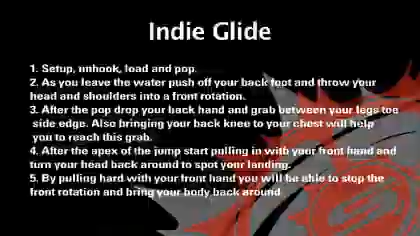 Indie Glide
1. Setup, unhook, load and pop.
2. As you leave the water push off your back foot and throw your
head and shoulders into a front rotation.
3. After the pop drop your back hand and grab between your legs toe
side edge. Also bringing your back knee to your chest will help
you to reach this grab.
4. After the apex of the jump start pulling in with your front hand and
turn your head back around to spot your landing.
5. By pulling hard with your front hand you will be able to stop the
front rotation and bring your body back around